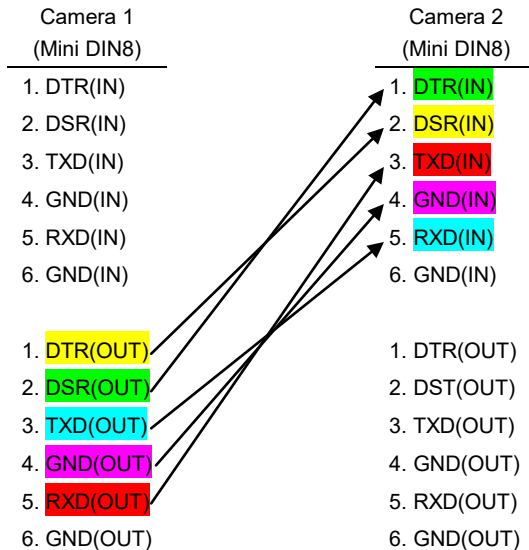 Camera 1
(Mini DIN8)
1. DTR(IN)
2. DSR(IN)
3. TXD(IN)
4. GND(IN)
5. RXD(IN)
6. GND(IN)
1. DTR(OUT)
2. DSR(OUT)
3. TXD(OUT)
4. GND(OUT)
5. RXD(OUT)
6. GND(OUT)
Camera 2
(Mini DIN8)
1. DTR(IN)
2. DSR(IN)
3. TXD(IN)
4. GND(IN)
5. RXD(IN)
6. GND(IN)
1. DTR(OUT)
2. DST(OUT)
3. TXD(OUT)
4. GND(OUT)
5. RXD(OUT)
6. GND(OUT)